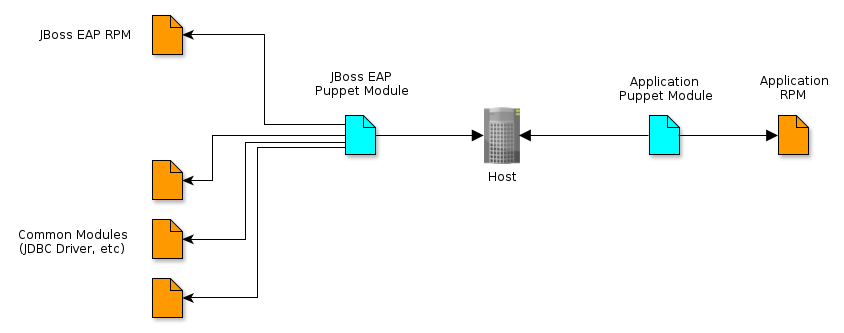 JBoss EAP RPM
JBoss EAP
Puppet Module
Application
Puppet Module
Application
RPM
Host
Common Modules
(JDBC Driver, etc)